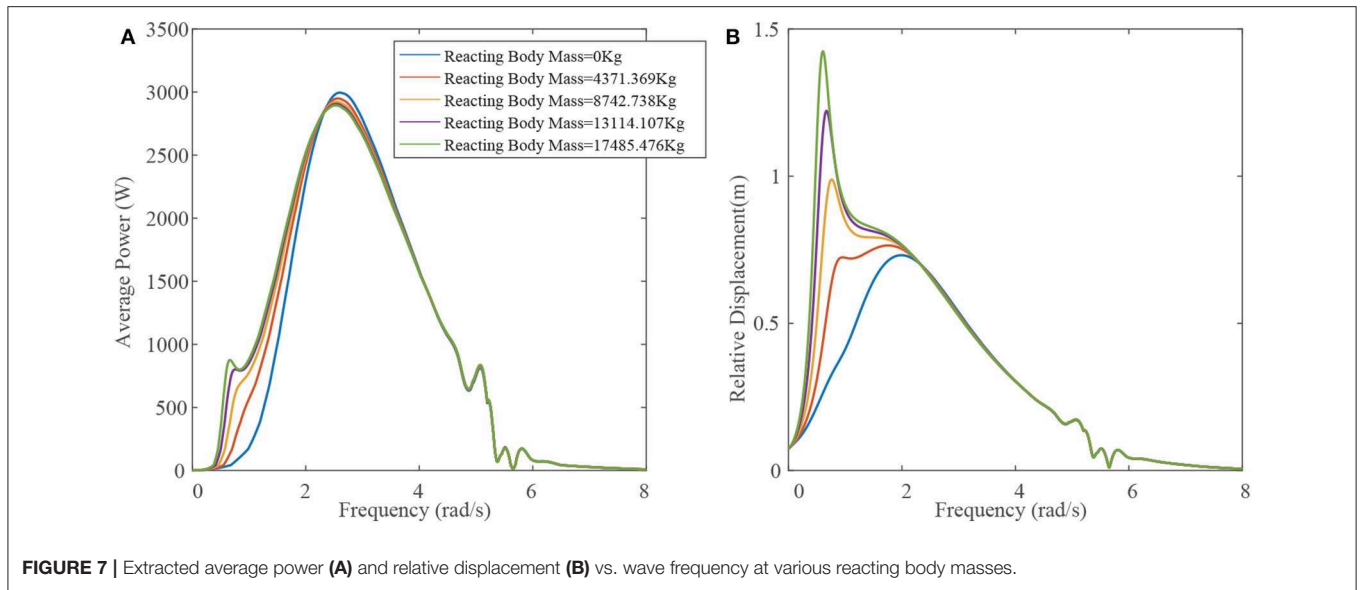 A
3500
3000
2500
2000
1500
1000
500
0
Average Power (W)
0 2 4 6 8
Frequency (rad/s)
Reacting Body Mass=0Kg
Reacting Body Mass=4371.369Kg
Reacting Body Mass=8742.738Kg
Reacting Body Mass=13114.107Kg
Reacting Body Mass=17485.476Kg
B
1.5
1
0.5
0
Relative Displacement(m)
0 2 4 6 8
Frequency (rad/s)
FIGURE 7 | Extracted average power (A) and relative displacement (B) vs. wave frequency at various reacting body masses.